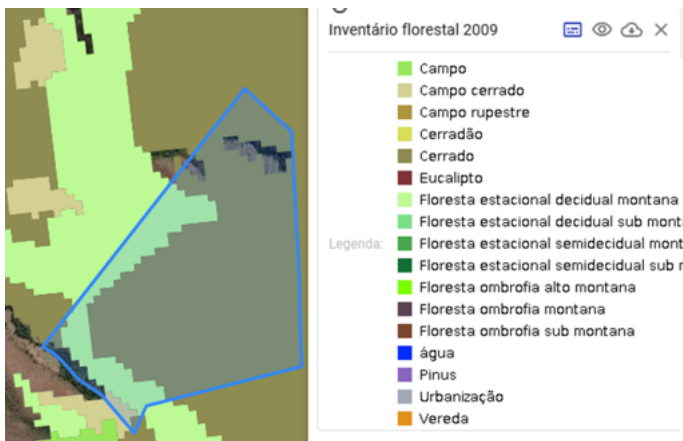 Inventário florestal 2009
Campo
Campo cerrado
Campo rupestre
Cerradão
Cerrado
Eucalipto
Floresta estacional decidual montana
Floresta estacional decidual sub mont
Legenda:
Floresta estacional semidecidual mont
Floresta estacional semidecidual sub
Floresta ombrofia alto montana
Floresta ombrofia montana
Floresta ombrofia sub montana
água
Pinus
Urbanização
Vereda